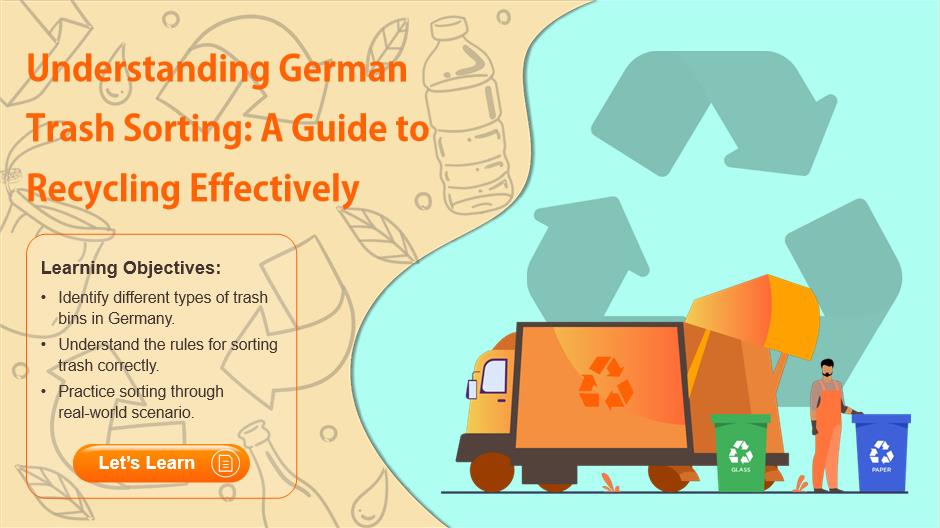 Understanding German
Trash Sorting: A Guide to
Recycling Effectively
Learning Objectives:
• Identify different types of trash
bins in Germany.
• Understand the rules for sorting
trash correctly.
• Practice sorting through
real-world scenario.
Let's Learn
GLASS
PAPER